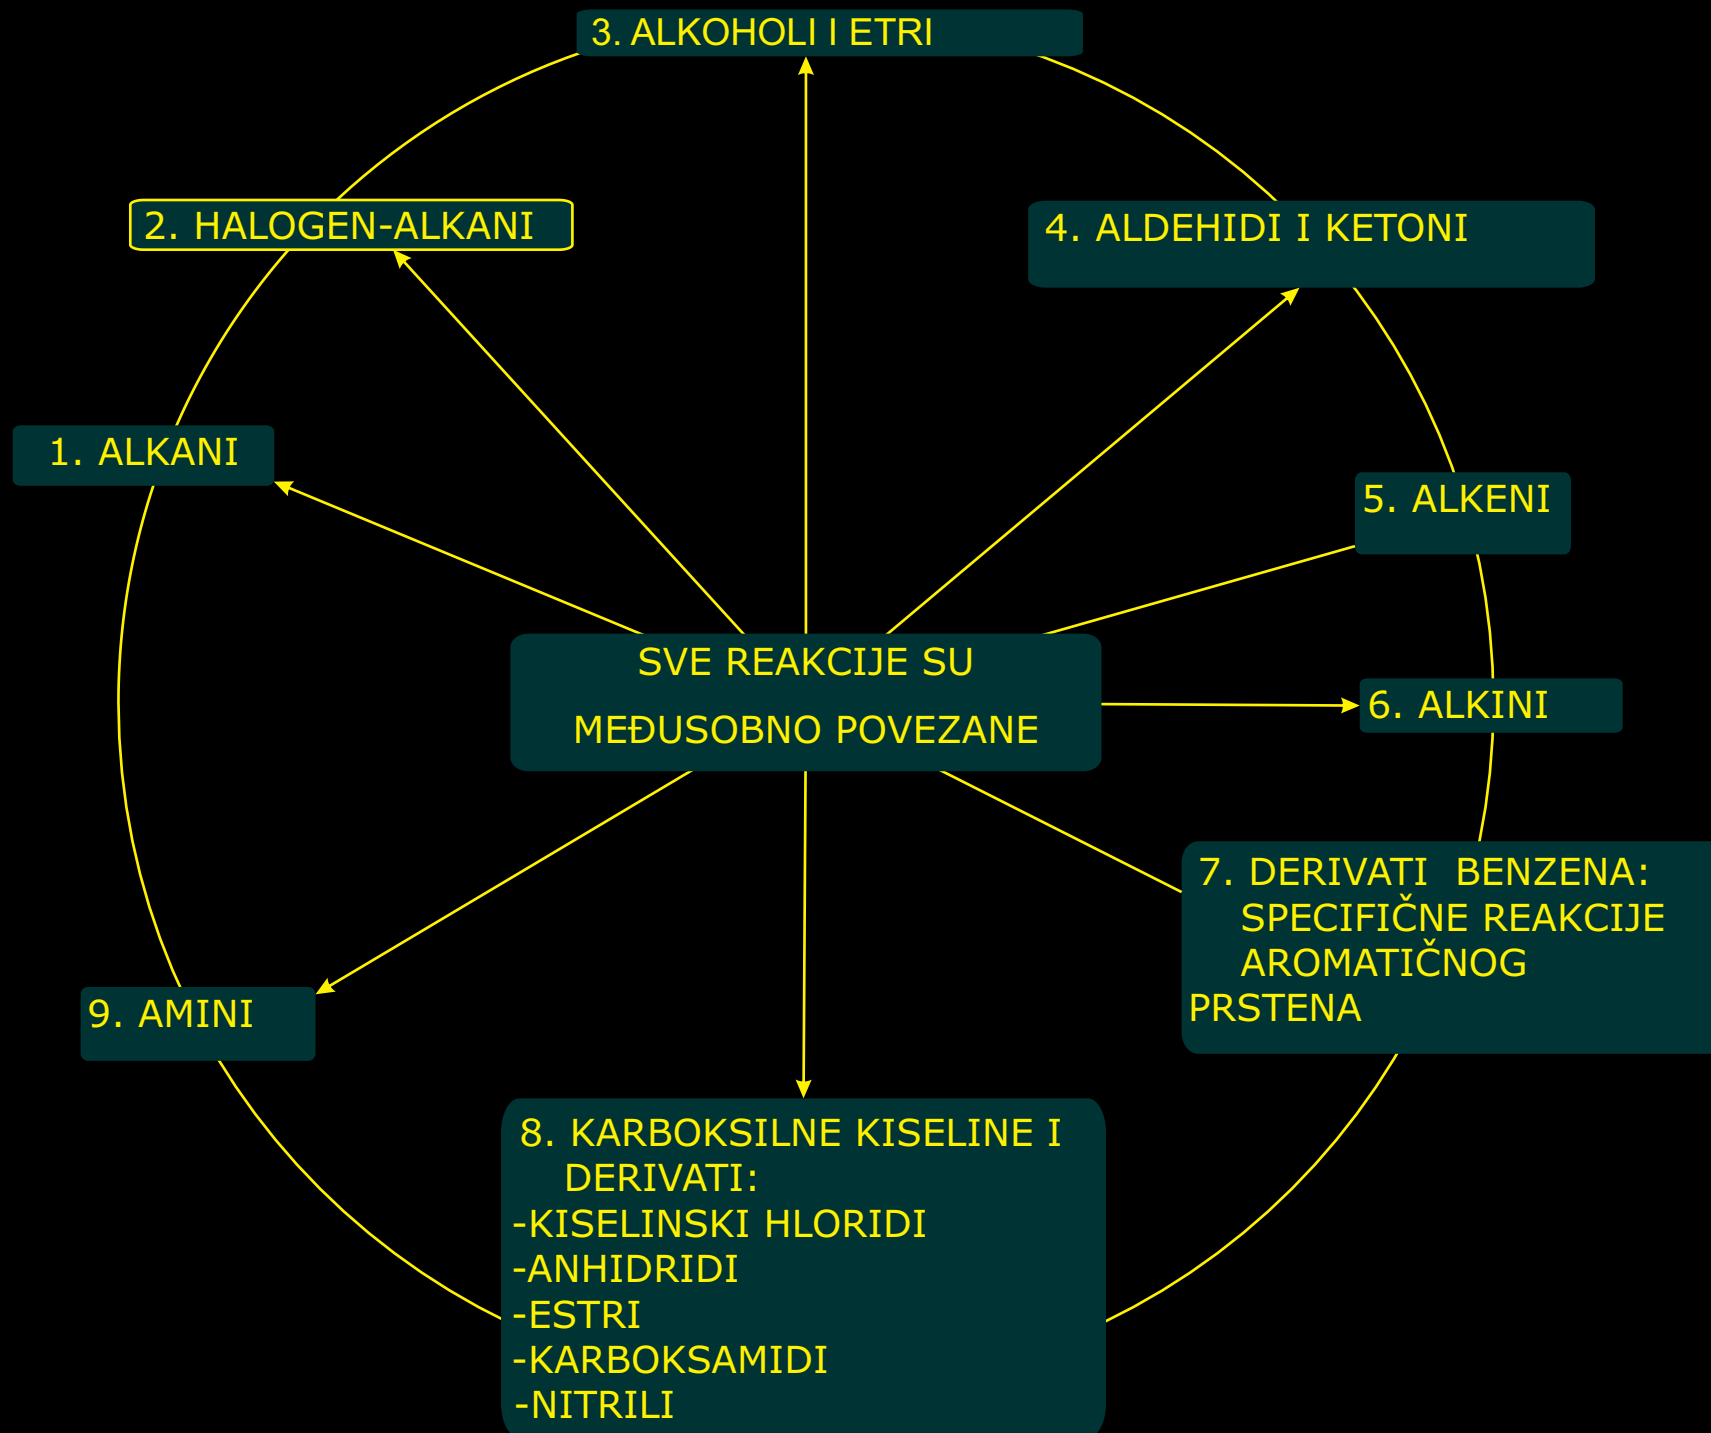 3. ALKOHOLI I ETRI
2. HALOGEN-ALKANI
4. ALDEHIDI I KETONI
1. ALKANI
5. ALKENI
SVE REAKCIJE SU
MEĐUSOBNO POVEZANE
6. ALKINI
7. DERIVATI BENZENA:
SPECIFIČNE REAKCIJE
AROMATIČNOG
PRSTENA
9. AMINI
8. KARBOKSILNE KISELINE I
DERIVATI:
-KISELINSKI HLORIDI
-ANHIDRIDI
-ESTRI
-KARBOKSAMIDI
-NITRILI